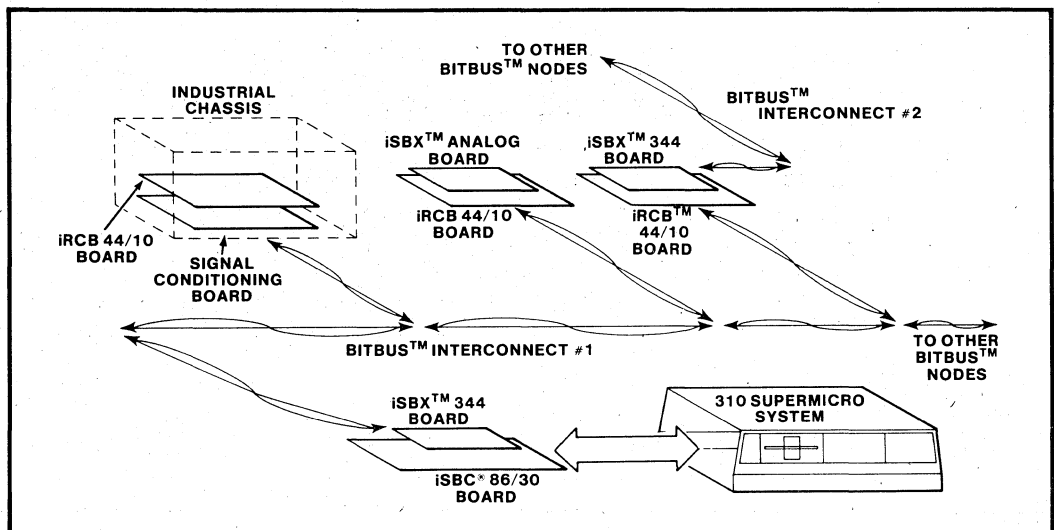 TO OTHER
BITBUS™ NODES
BITBUS™
INTERCONNECT #2
INDUSTRIAL
CHASSIS
iSBX™ ANALOG
BOARD
iSBX™ 344
BOARD
iRCB 44/10
BOARD
SIGNAL
CONDITIONING
BOARD
iRCB 44/10
BOARD
iRCB™
44/10
BOARD
BITBUS™ INTERCONNECT #1
TO OTHER
BITBUS™
NODES
iSBX™ 344
BOARD
iSBC® 86/30
BOARD
310 SUPERMICRO
SYSTEM